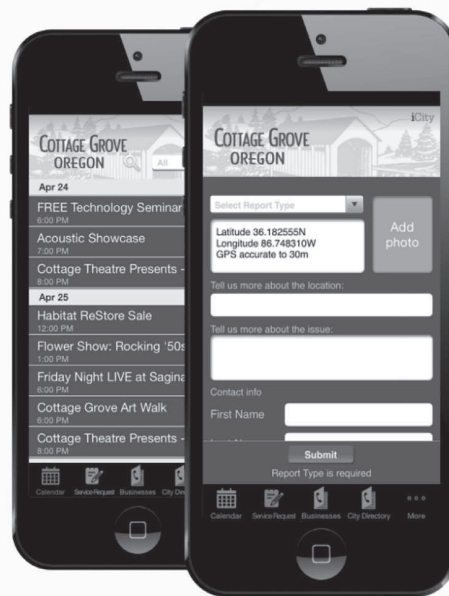 COTTAGE GROVE
OREGON
All
Apr 24
FREE Technology Seminar
6:00 PM
Acoustic Showcase
7:00 PM
Cottage Theatre Presents -
8:00 PM
Apr 25
Habitat ReStore Sale
12:00 PM
Flower Show: Rocking '50s
1:00 PM
Friday Night LIVE at Sagina
6:00 PM
Cottage Grove Art Walk
6:00 PM
Cottage Theatre Presents -
8:00 PM
Calendar Service Request Businesses City Di
iCity
COTTAGE GROVE
OREGON
Select Report Type
Latitude 36.182555N
Longitude 86.748310W
GPS accurate to 30m
Add
photo
Tell us more about the location:
Tell us more about the issue:
Contact info
First Name
Submit
Report Type is required
Calendar Service Request Businesses City Directory More